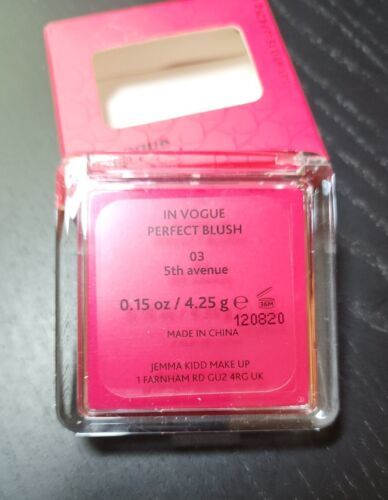 IN VOGUE
PERFECT BLUSH
03
5th avenue
0.15 oz / 4.25 g ℮ 36M
120820
MADE IN CHINA
JEMMA KIDD MAKE UP
1 FARNHAM RD GU2 4RG UK